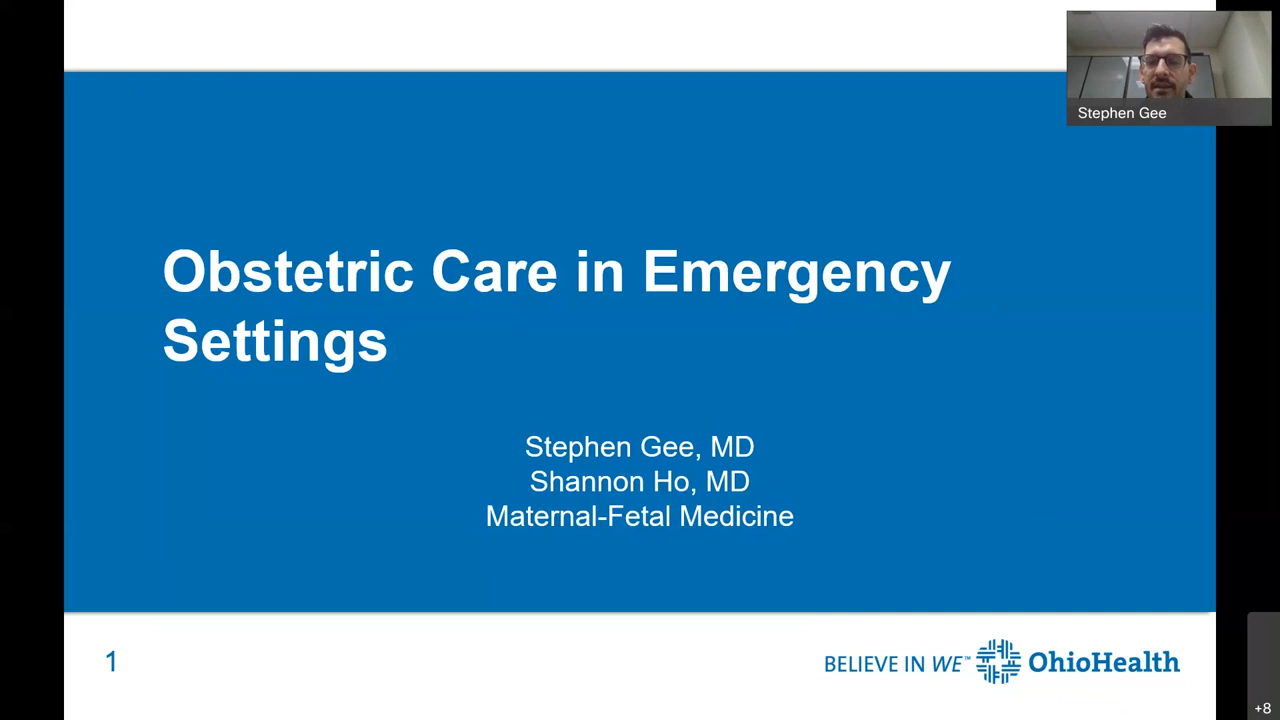 Stephen Gee
Obstetric Care in Emergency
Settings
Stephen Gee, MD
Shannon Ho, MD
Maternal-Fetal Medicine
1
BELIEVE IN WE™ OhioHealth
+8